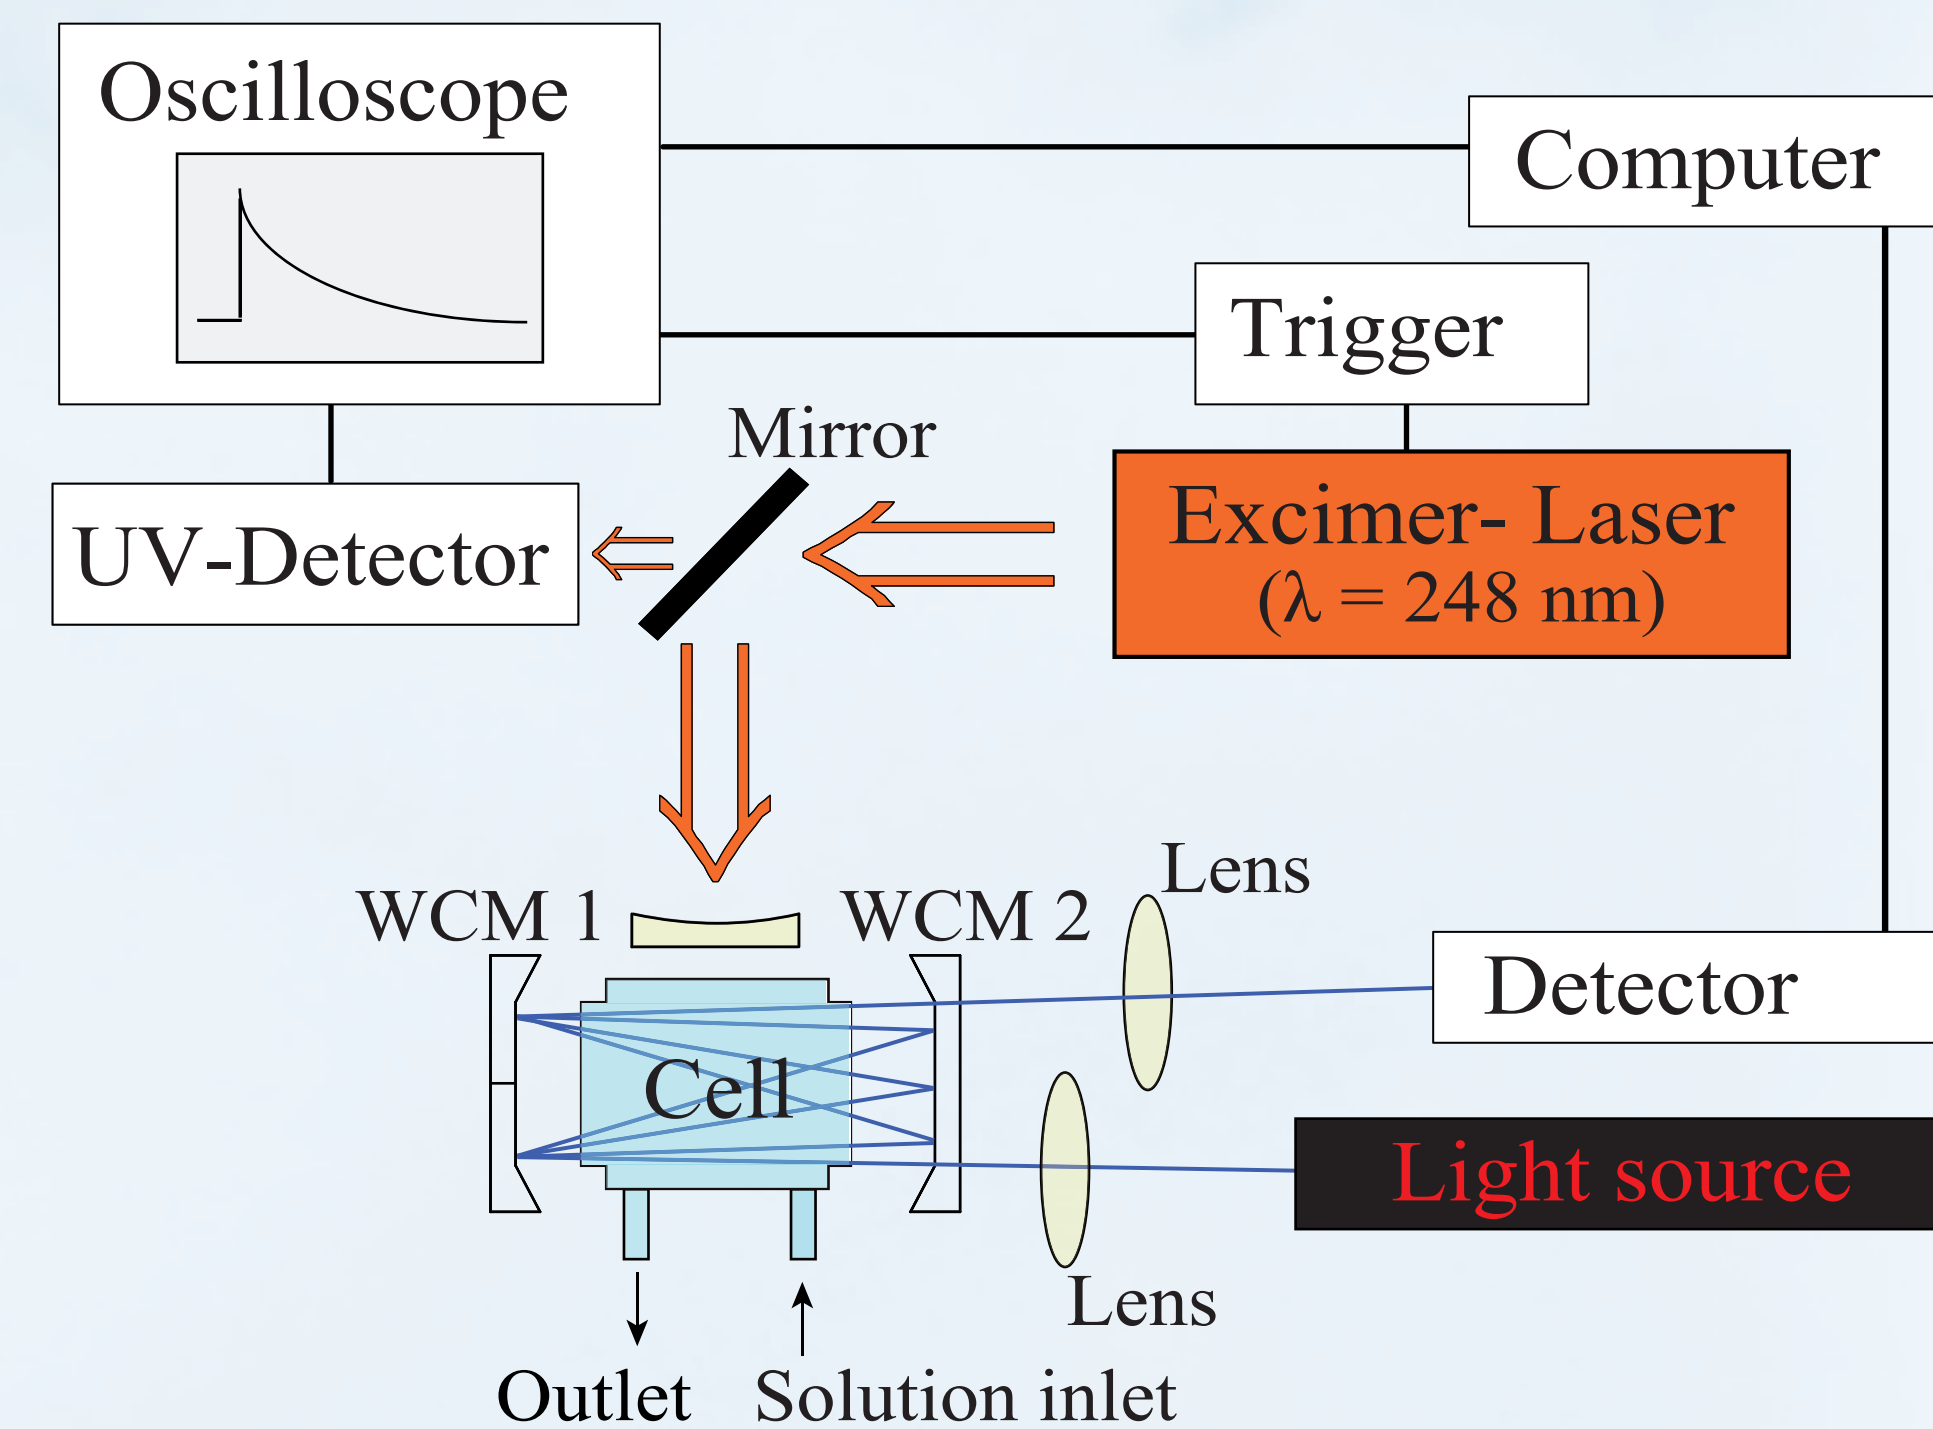 Oscilloscope
Computer
Trigger
Mirror
Excimer- Laser
(λ = 248 nm)
UV-Detector
Lens
WCM 1
WCM 2
Detector
Cell
Light source
Lens
Outlet
Solution inlet